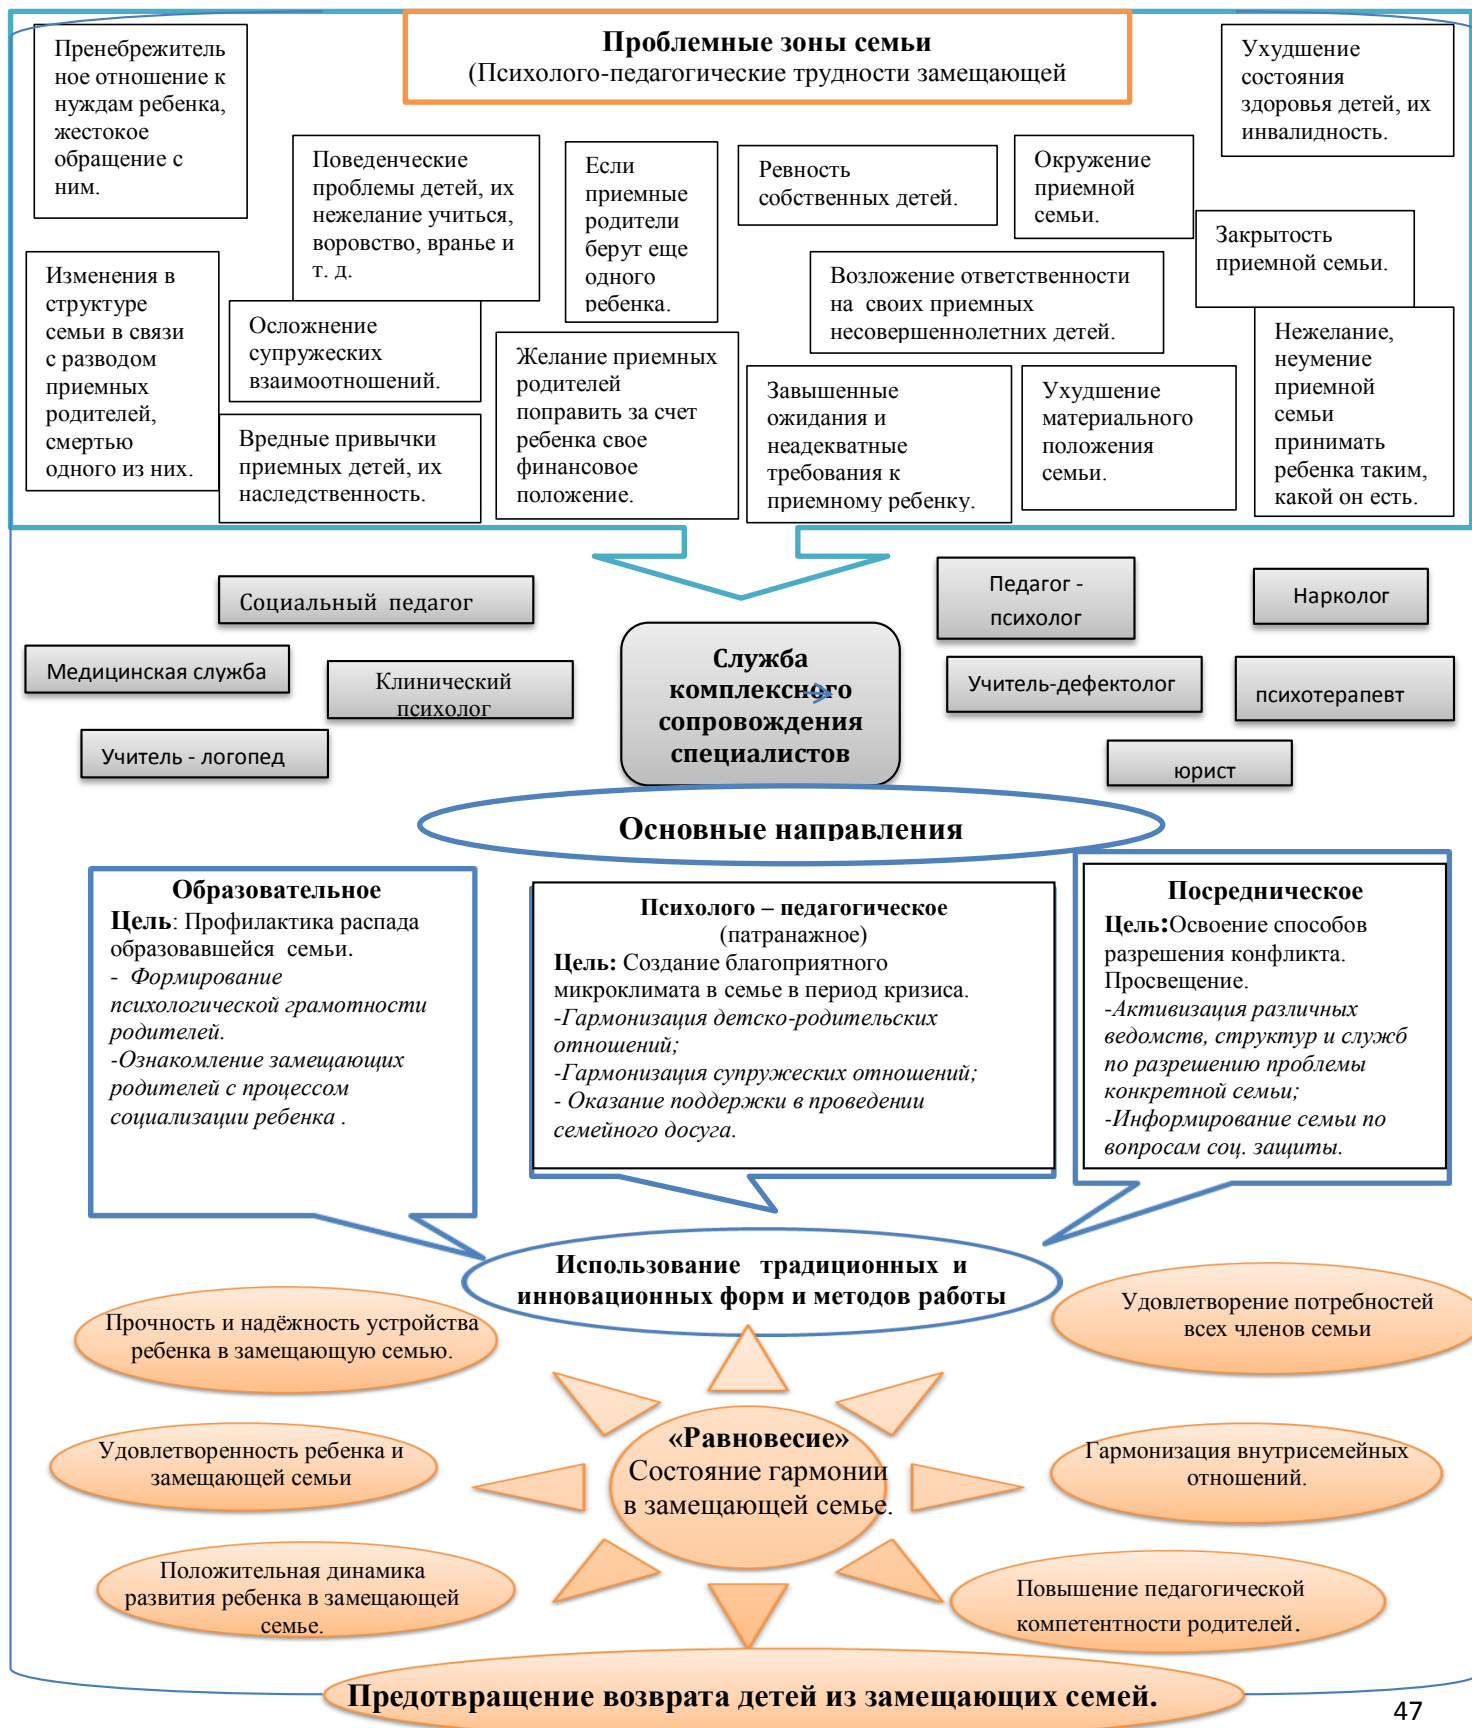 Проблемные зоны семьи
(Психолого-педагогические трудности замещающей
Пренебрежитель
ное отношение к
нуждам ребенка,
жестокое
обращение с
ним.
Ухудшение
состояния
здоровья детей, их
инвалидность.
Поведенческие
проблемы детей, их
нежелание учиться,
воровство, вранье и
т. д.
Если
приемные
родители
берут еще
одного
ребенка.
Ревность
собственных детей.
Окружение
приемной
семьи.
Закрытость
приемной семьи.
Изменения в
структуре
семьи в связи
с разводом
приемных
родителей,
смертью
одного из них.
Осложнение
супружеских
взаимоотношений.
Возложение ответственности
на своих приемных
несовершеннолетних детей.
Вредные привычки
приемных детей, их
наследственность.
Желание приемных
родителей
поправить за счет
ребенка свое
финансовое
положение.
Завышенные
ожидания и
неадекватные
требования к
приемному ребенку.
Ухудшение
материального
положения
семьи.
Нежелание,
неумение
приемной
семьи
принимать
ребенка таким,
какой он есть.
Социальный педагог
Педагог -
психолог
Нарколог
Медицинская служба
Клинический
психолог
Служба
комплексного
сопровождения
специалистов
Учитель-дефектолог
психотерапевт
Учитель - логопед
юрист
Основные направления
Образовательное
Цель: Профилактика распада
образовавшейся семьи.
- Формирование
психологической грамотности
родителей.
-Ознакомление замещающих
родителей с процессом
социализации ребенка .
Психолого – педагогическое
(патранажное)
Цель: Создание благоприятного
микроклимата в семье в период кризиса.
-Гармонизация детско-родительских
отношений;
-Гармонизация супружеских отношений;
- Оказание поддержки в проведении
семейного досуга.
Посредническое
Цель:Освоение способов
разрешения конфликта.
Просвещение.
-Активизация различных
ведомств, структур и служб
по разрешению проблемы
конкретной семьи;
-Информирование семьи по
вопросам соц. защиты.
Использование традиционных и
инновационных форм и методов работы
Прочность и надёжность устройства
ребенка в замещающую семью.
Удовлетворение потребностей
всех членов семьи
Удовлетворенность ребенка и
замещающей семьи
«Равновесие»
Состояние гармонии
в замещающей семье.
Гармонизация внутрисемейных
отношений.
Положительная динамика
развития ребенка в замещающей
семье.
Повышение педагогической
компетентности родителей.
Предотвращение возврата детей из замещающих семей.
47